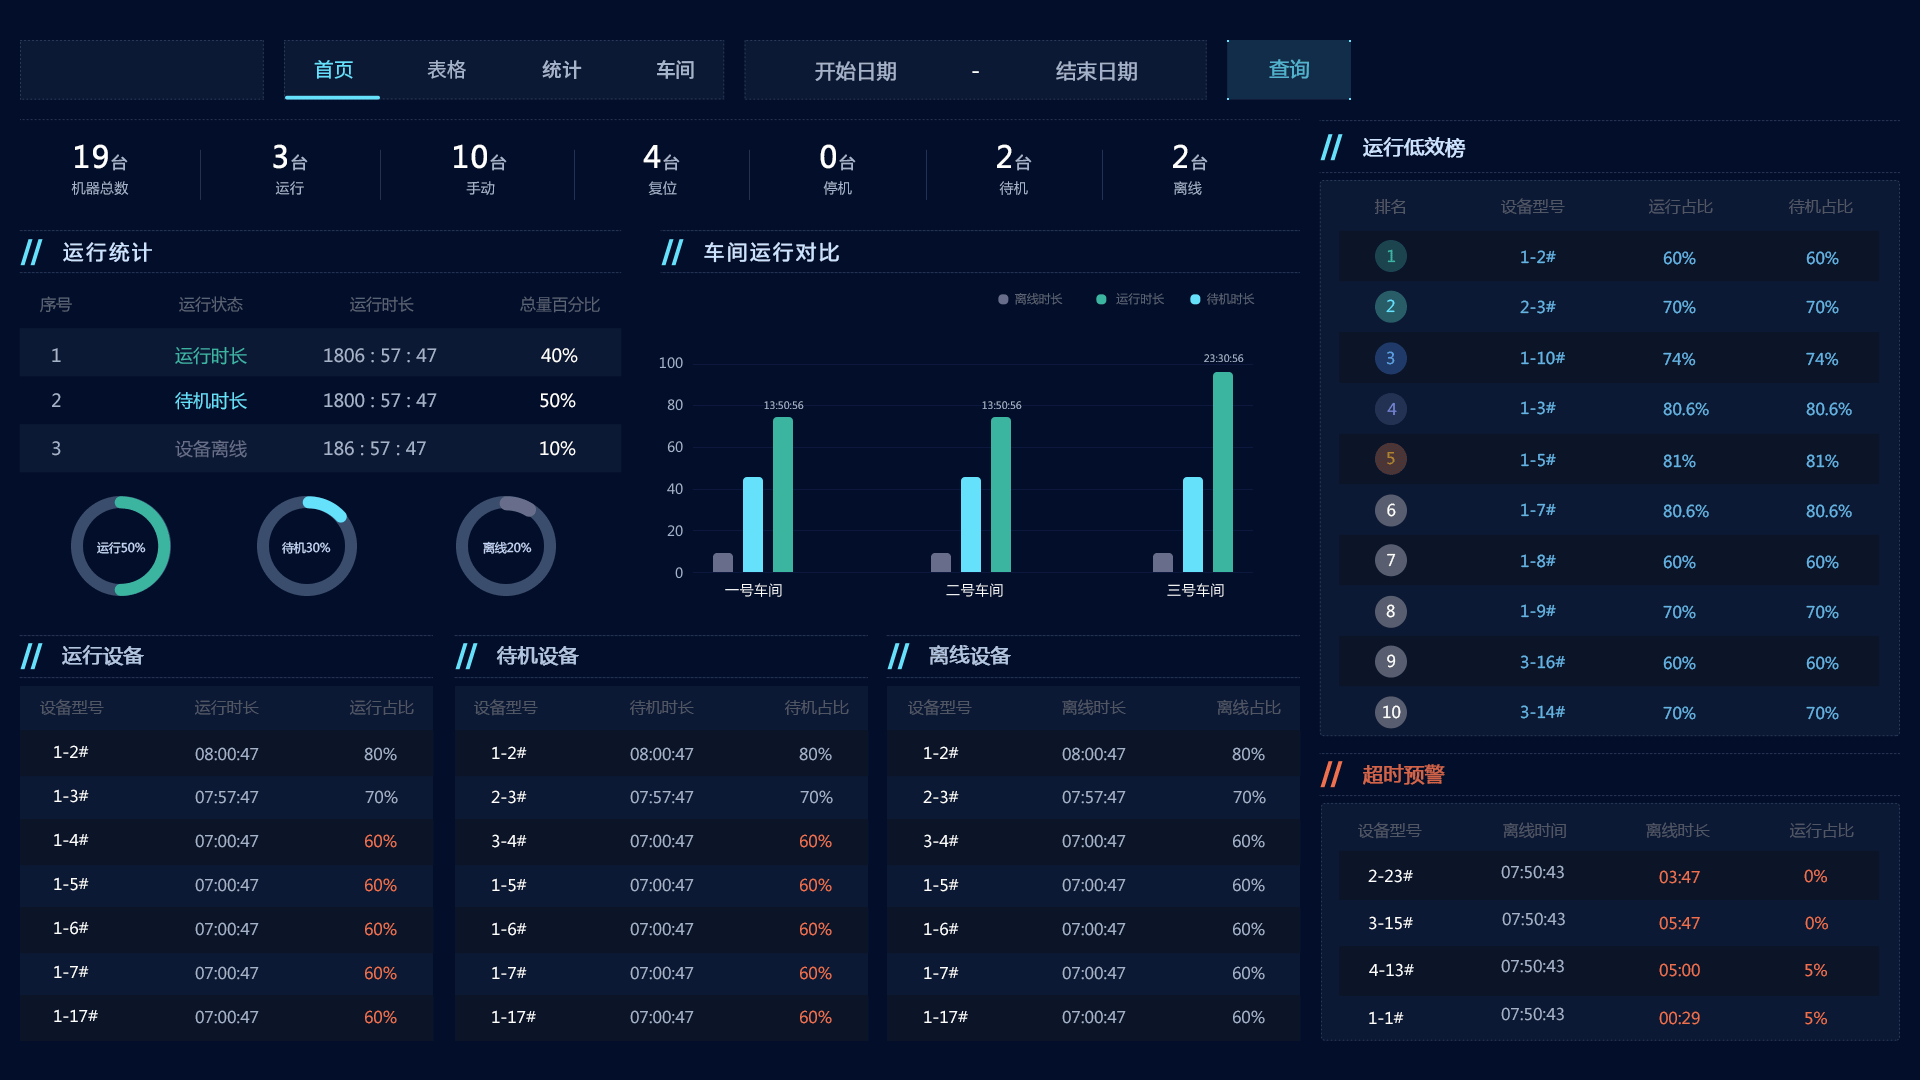 首页 表格 统计 车间 开始日期 - 结束日期 查询
19台 3台 10台 4台 0台 2台 2台
机器总数 运行 手动 复位 停机 待机 离线
运行统计
序号 运行状态 运行时长 总量百分比
1 运行时长 1806 : 57 : 47 40%
2 待机时长 1800 : 57 : 47 50%
3 设备离线 186 : 57 : 47 10%
运行50% 待机30% 离线20%
车间运行对比
离线时长 运行时长 待机时长
100
80
60
40
20
0
13:50:56 13:50:56 23:30:56
一号车间 二号车间 三号车间
运行设备
设备型号 运行时长 运行占比
1-2# 08:00:47 80%
1-3# 07:57:47 70%
1-4# 07:00:47 60%
1-5# 07:00:47 60%
1-6# 07:00:47 60%
1-7# 07:00:47 60%
1-17# 07:00:47 60%
待机设备
设备型号 待机时长 待机占比
1-2# 08:00:47 80%
2-3# 07:57:47 70%
3-4# 07:00:47 60%
1-5# 07:00:47 60%
1-6# 07:00:47 60%
1-7# 07:00:47 60%
1-17# 07:00:47 60%
离线设备
设备型号 离线时长 离线占比
1-2# 08:00:47 80%
2-3# 07:57:47 70%
3-4# 07:00:47 60%
1-5# 07:00:47 60%
1-6# 07:00:47 60%
1-7# 07:00:47 60%
1-17# 07:00:47 60%
运行低效榜
排名 设备型号 运行占比 待机占比
1 1-2# 60% 60%
2 2-3# 70% 70%
3 1-10# 74% 74%
4 1-3# 80.6% 80.6%
5 1-5# 81% 81%
6 1-7# 80.6% 80.6%
7 1-8# 60% 60%
8 1-9# 70% 70%
9 3-16# 60% 60%
10 3-14# 70% 70%
超时预警
设备型号 离线时间 离线时长 运行占比
2-23# 07:50:43 03:47 0%
3-15# 07:50:43 05:47 0%
4-13# 07:50:43 05:00 5%
1-1# 07:50:43 00:29 5%